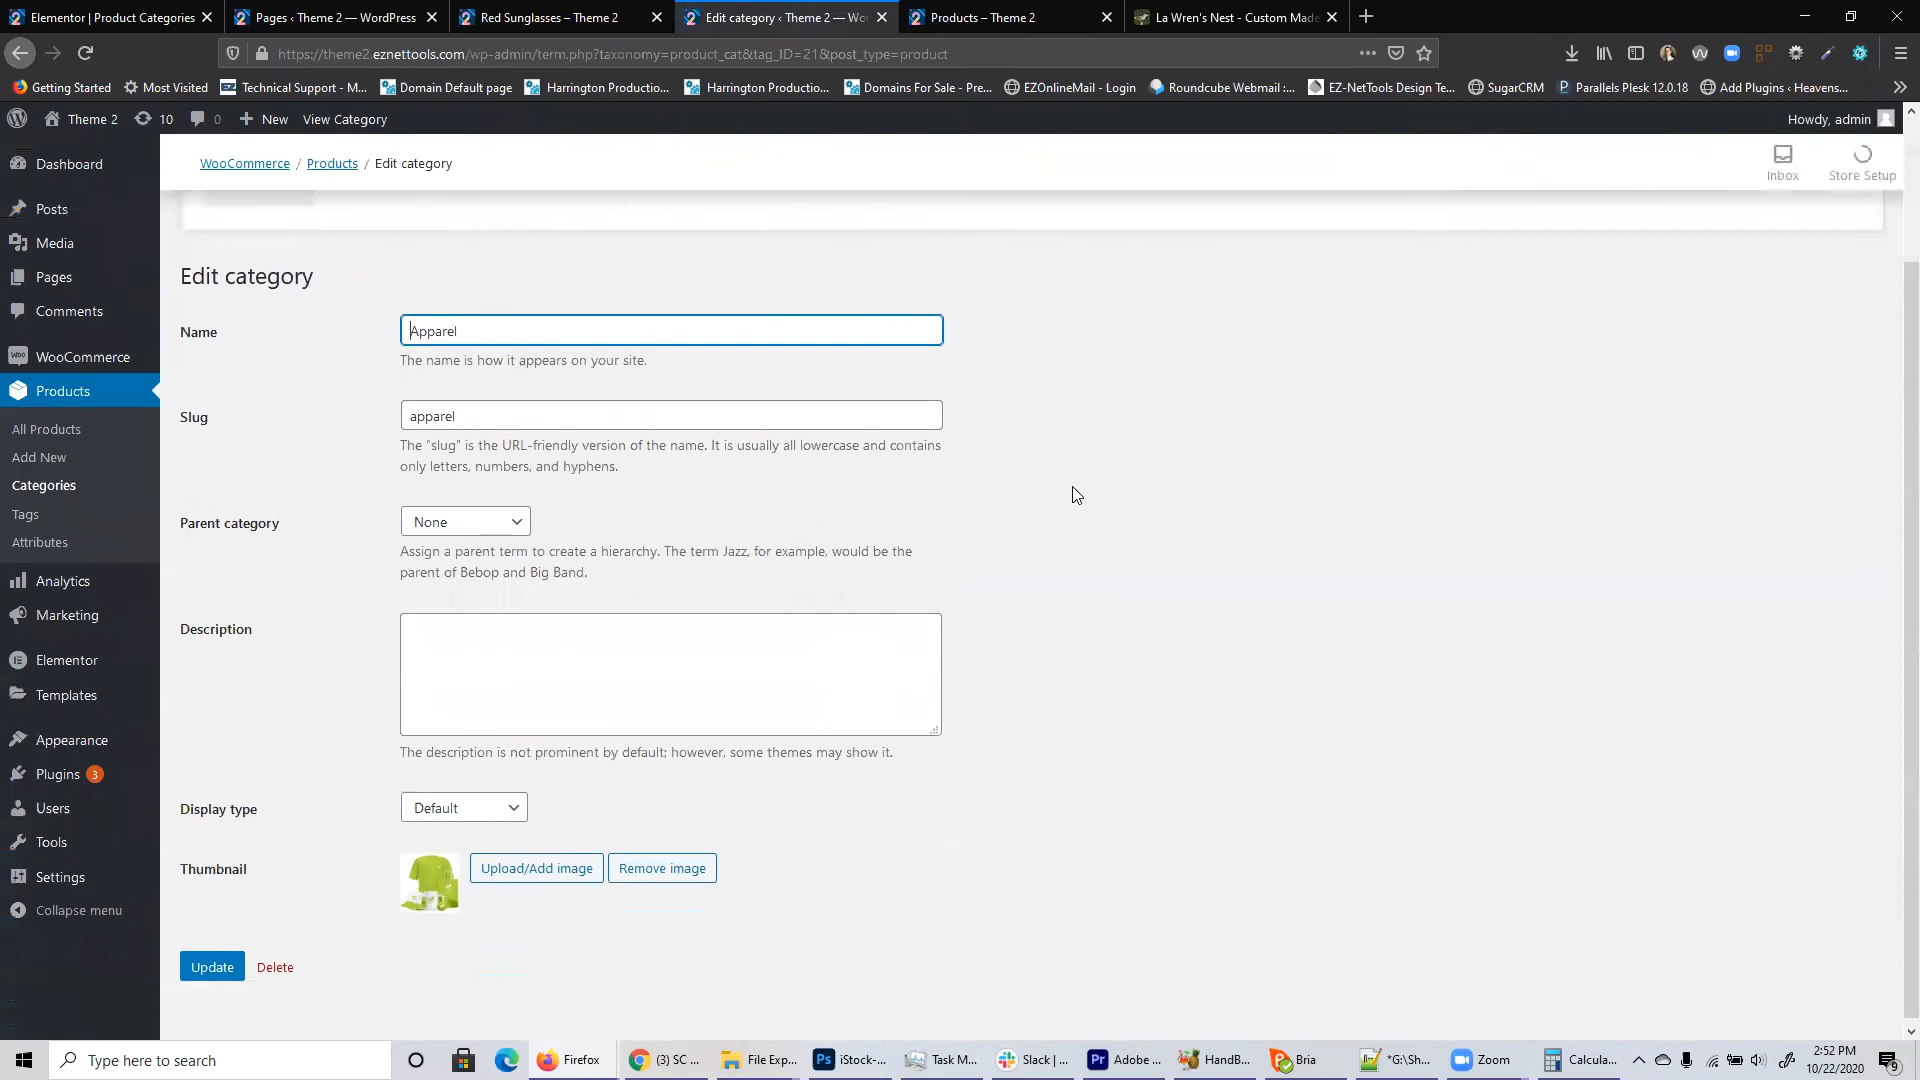 Elementor | Product Categories
Pages ‹ Theme 2 — WordPress
Red Sunglasses – Theme 2
Edit category ‹ Theme 2 — Wo
Products – Theme 2
La Wren's Nest - Custom Made
https://theme2.eznettools.com/wp-admin/term.php?taxonomy=product_cat&tag_ID=21&post_type=product
Getting Started
Most Visited
Technical Support - M...
Domain Default page
Harrington Productio...
Harrington Productio...
Domains For Sale - Pre...
EZOnlineMail - Login
Roundcube Webmail :...
EZ-NetTools Design Te...
SugarCRM
Parallels Plesk 12.0.18
Add Plugins ‹ Heavens...
Theme 2
10
0
New
View Category
Howdy, admin
Dashboard
Posts
Media
Pages
Comments
WooCommerce
Products
All Products
Add New
Categories
Tags
Attributes
Analytics
Marketing
Elementor
Templates
Appearance
Plugins 3
Users
Tools
Settings
Collapse menu
WooCommerce / Products / Edit category
Inbox
Store Setup
Edit category
Name
Apparel
The name is how it appears on your site.
Slug
apparel
The “slug” is the URL-friendly version of the name. It is usually all lowercase and contains
only letters, numbers, and hyphens.
Parent category
None
Assign a parent term to create a hierarchy. The term Jazz, for example, would be the
parent of Bebop and Big Band.
Description
The description is not prominent by default; however, some themes may show it.
Display type
Default
Thumbnail
Upload/Add image
Remove image
Update
Delete
Type here to search
Firefox
(3) SC ...
File Exp...
iStock-...
Task M...
Slack | ...
Adobe ...
HandB...
Bria
*G:\Sh...
Zoom
Calcula...
2:52 PM
10/22/2020
9